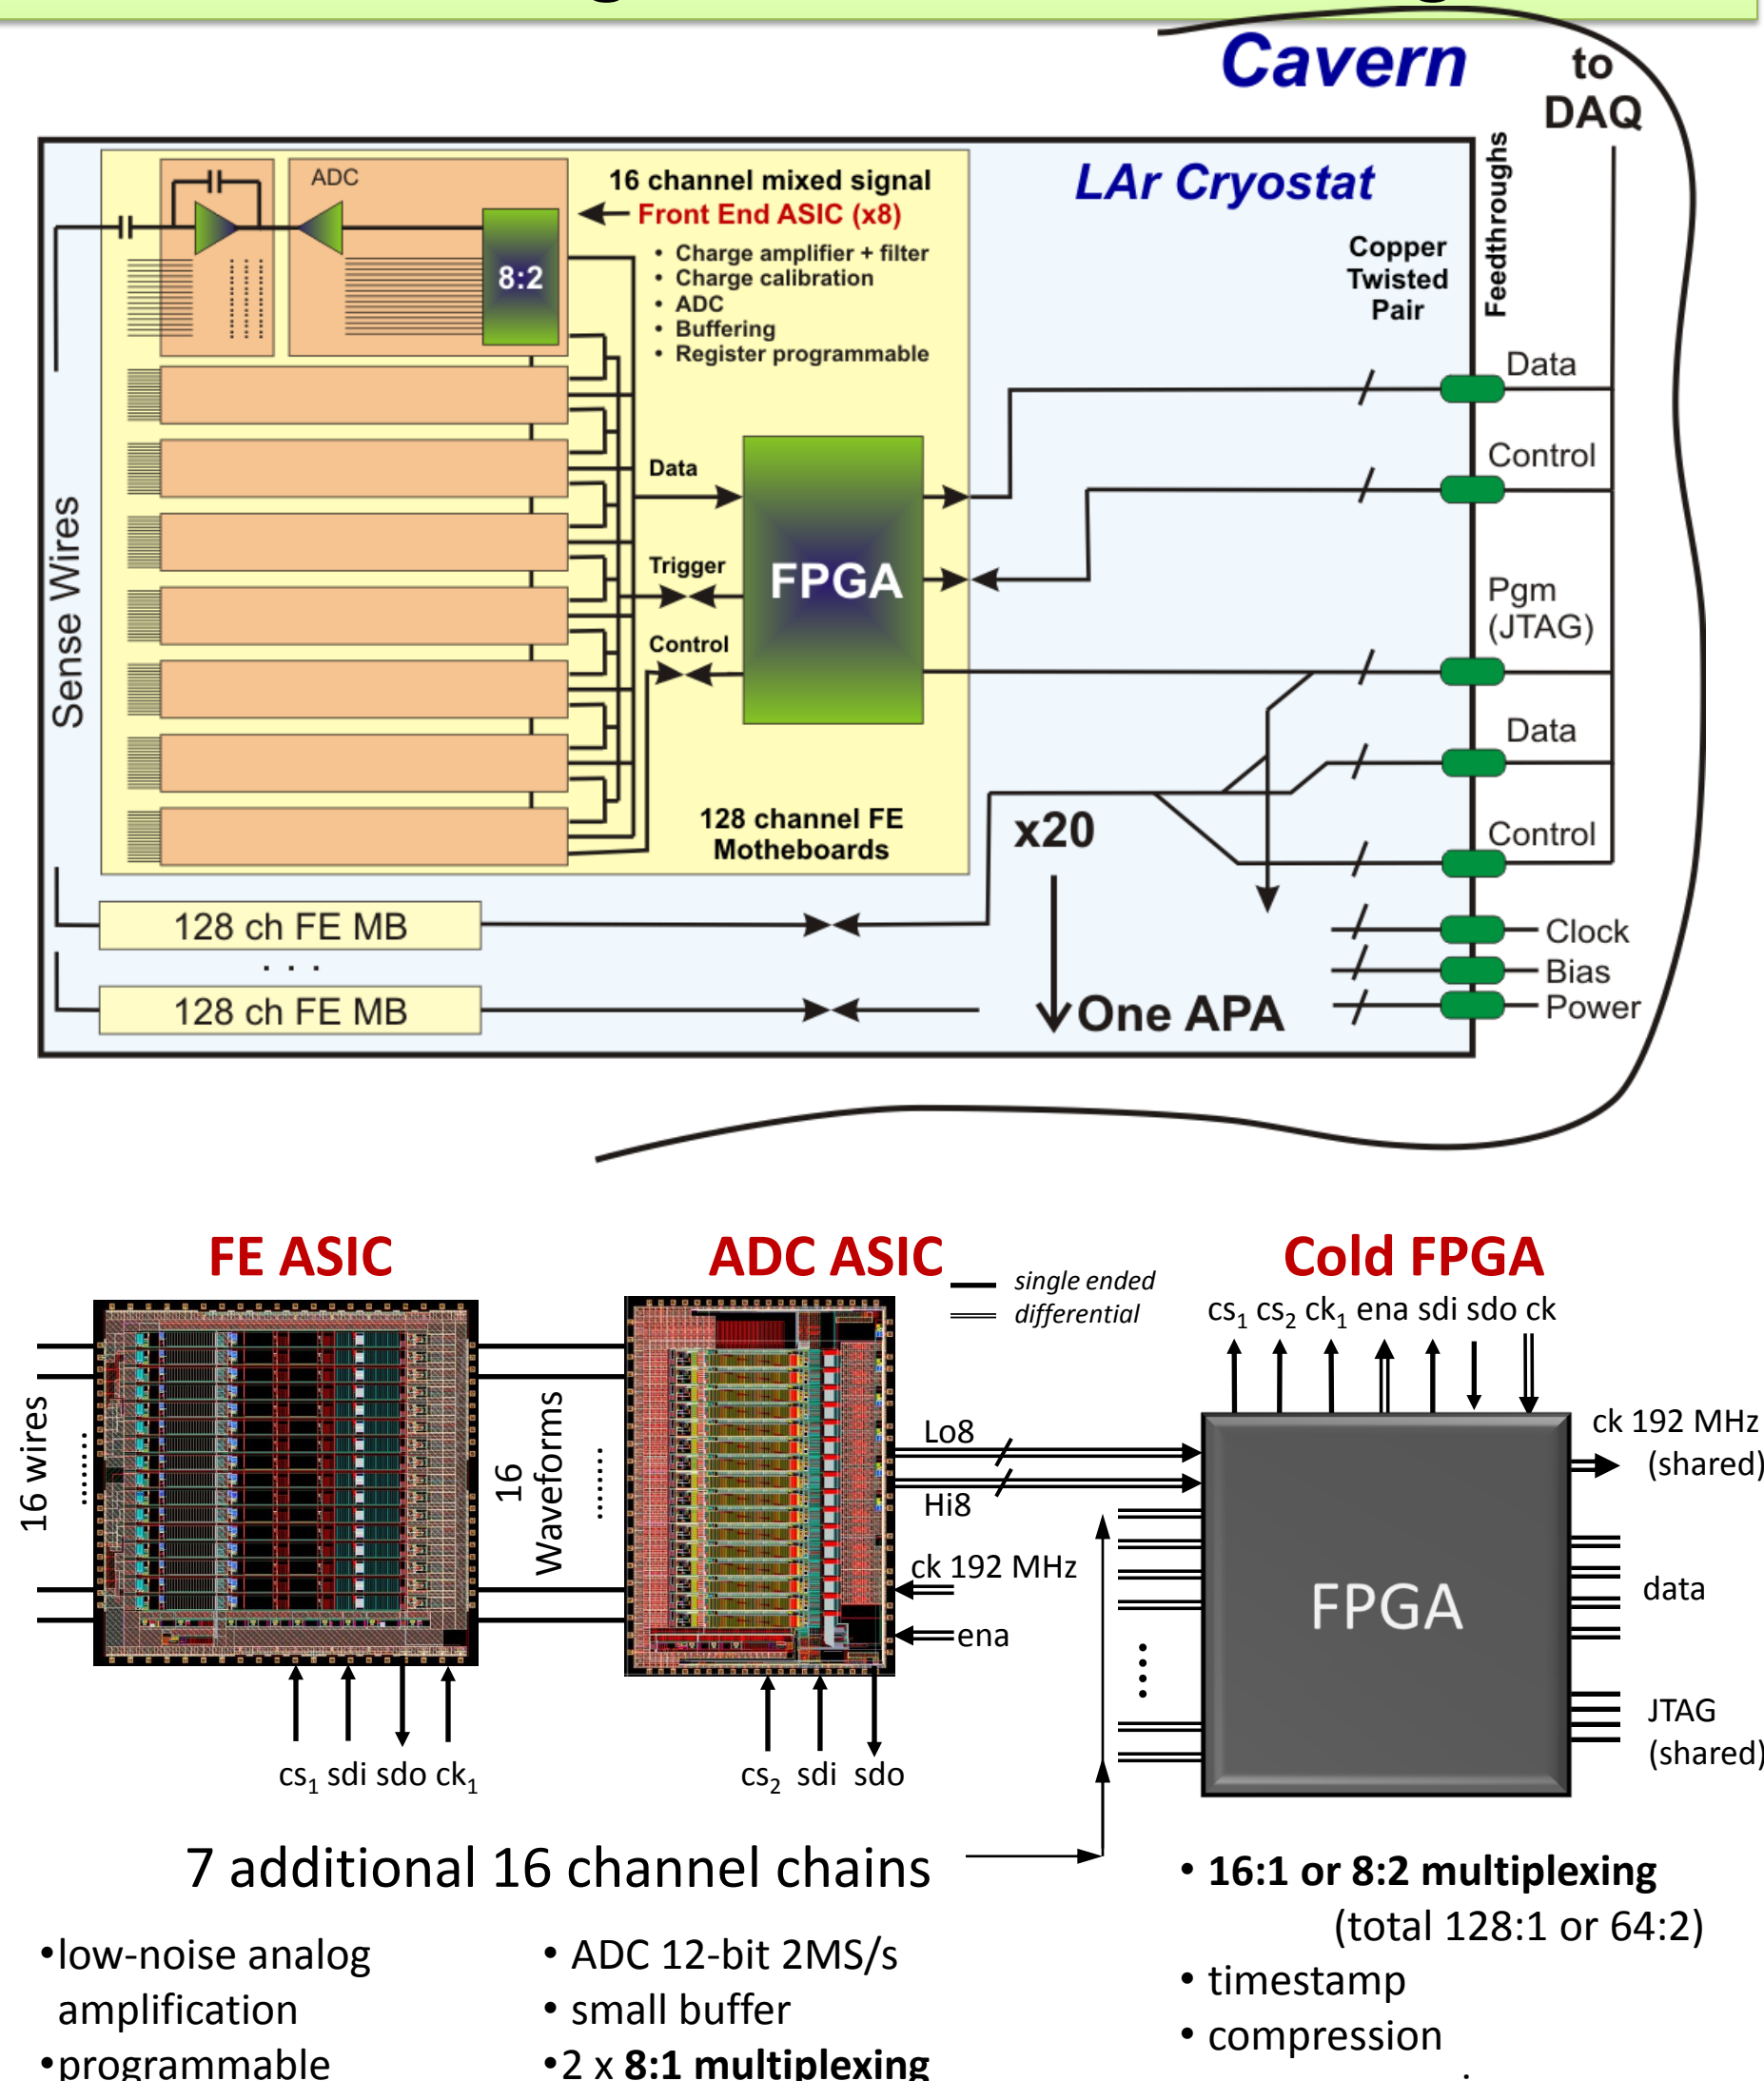 Cavern
to
DAQ
LAr Cryostat
Feedthroughs
ADC
16 channel mixed signal
Front End ASIC (x8)
• Charge amplifier + filter
• Charge calibration
• ADC
• Buffering
• Register programmable
8:2
Copper
Twisted
Pair
Data
Control
Pgm
(JTAG)
Data
Control
Clock
Bias
Power
Sense Wires
Data
Trigger
Control
FPGA
128 channel FE
Motheboards
x20
128 ch FE MB
. . .
128 ch FE MB
One APA
FE ASIC
ADC ASIC
Cold FPGA
single ended
differential
cs1 cs2 ck1 ena sdi sdo ck
16 wires
16
Waveforms
Lo8
Hi8
ck 192 MHz
ena
ck 192 MHz
(shared)
FPGA
data
JTAG
(shared)
cs1 sdi sdo ck1
cs2 sdi sdo
7 additional 16 channel chains
•low-noise analog
amplification
•programmable
• ADC 12-bit 2MS/s
• small buffer
•2 x 8:1 multiplexing
• 16:1 or 8:2 multiplexing
(total 128:1 or 64:2)
• timestamp
• compression